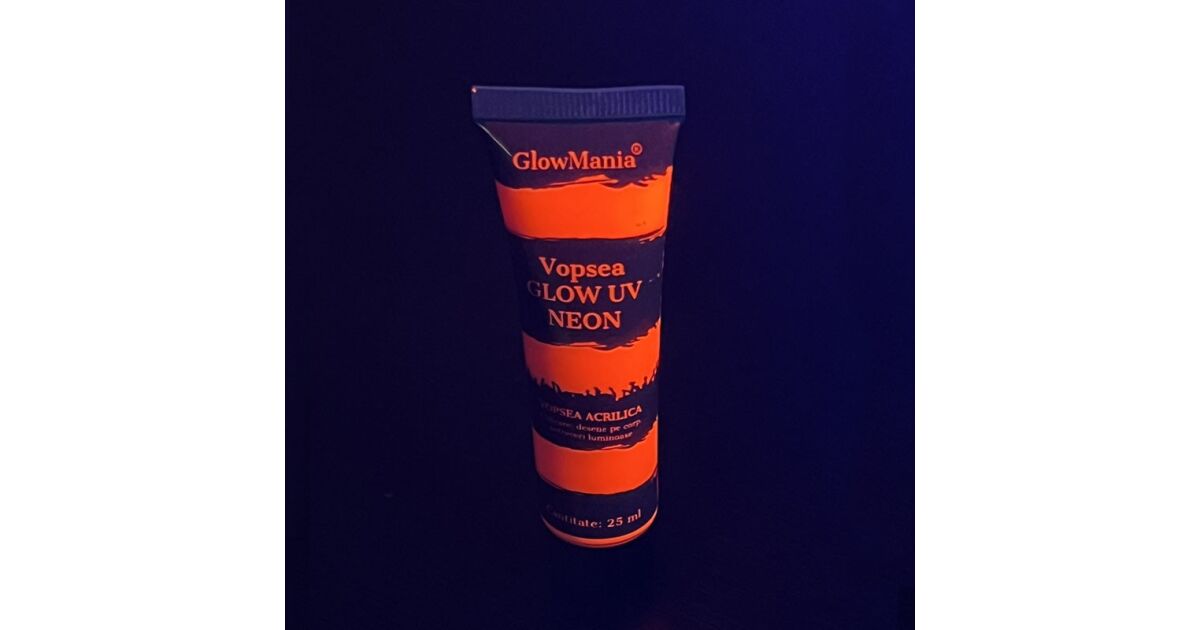 GlowMania®
Vopsea
GLOW UV
NEON
VOPSEA ACRILICA
desene pe corp,
luminoase
Cantitate: 25 ml